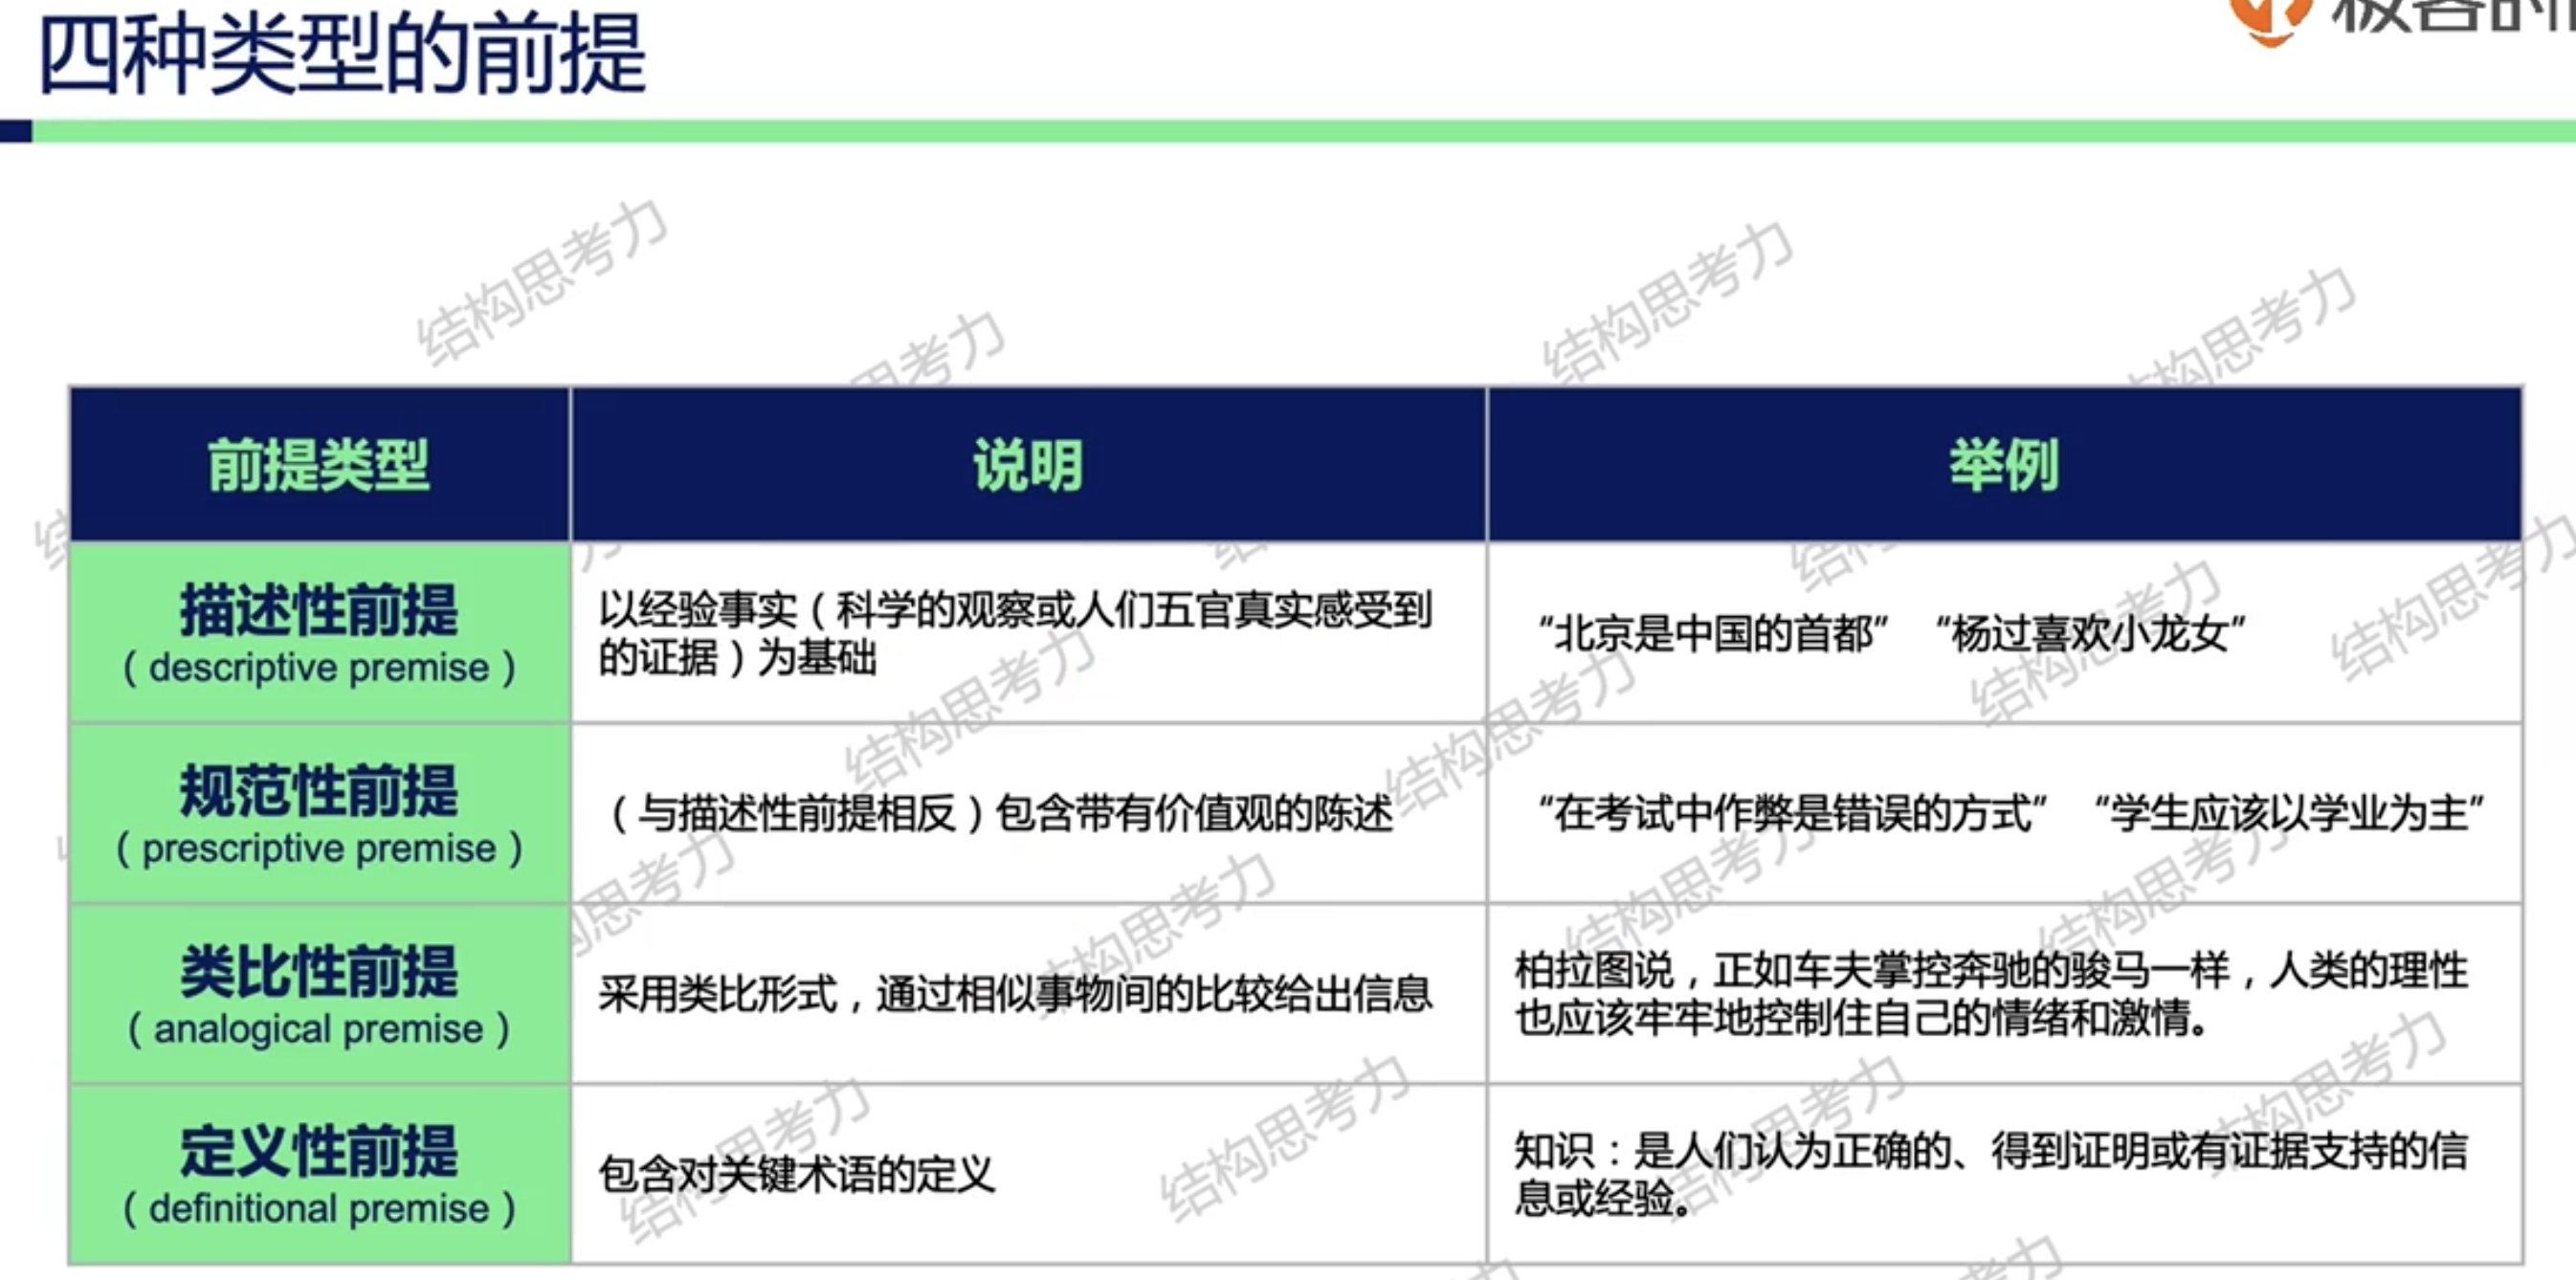 四种类型的前提
前提类型
说明
举例
描述性前提
（descriptive premise）
以经验事实（科学的观察或人们五官真实感受到
的证据）为基础
“北京是中国的首都” “杨过喜欢小龙女”
规范性前提
（prescriptive premise）
（与描述性前提相反）包含带有价值观的陈述
“在考试中作弊是错误的方式” “学生应该以学业为主”
类比性前提
（analogical premise）
采用类比形式，通过相似事物间的比较给出信息
柏拉图说，正如车夫掌控奔驰的骏马一样，人类的理性
也应该牢牢地控制住自己的情绪和激情。
定义性前提
（definitional premise）
包含对关键术语的定义
知识：是人们认为正确的、得到证明或有证据支持的信
息或经验。
结构思考力